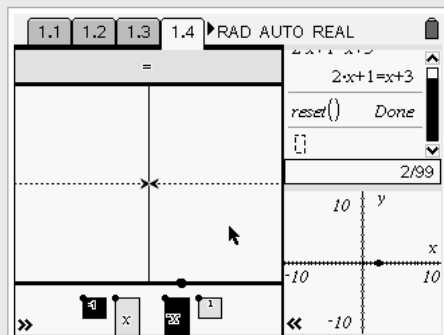 1.1 1.2 1.3 1.4 RAD AUTO REAL
=
2·x+1=x+3
reset() Done
2/99
10 y
x
-10 10
-10
x -x 1